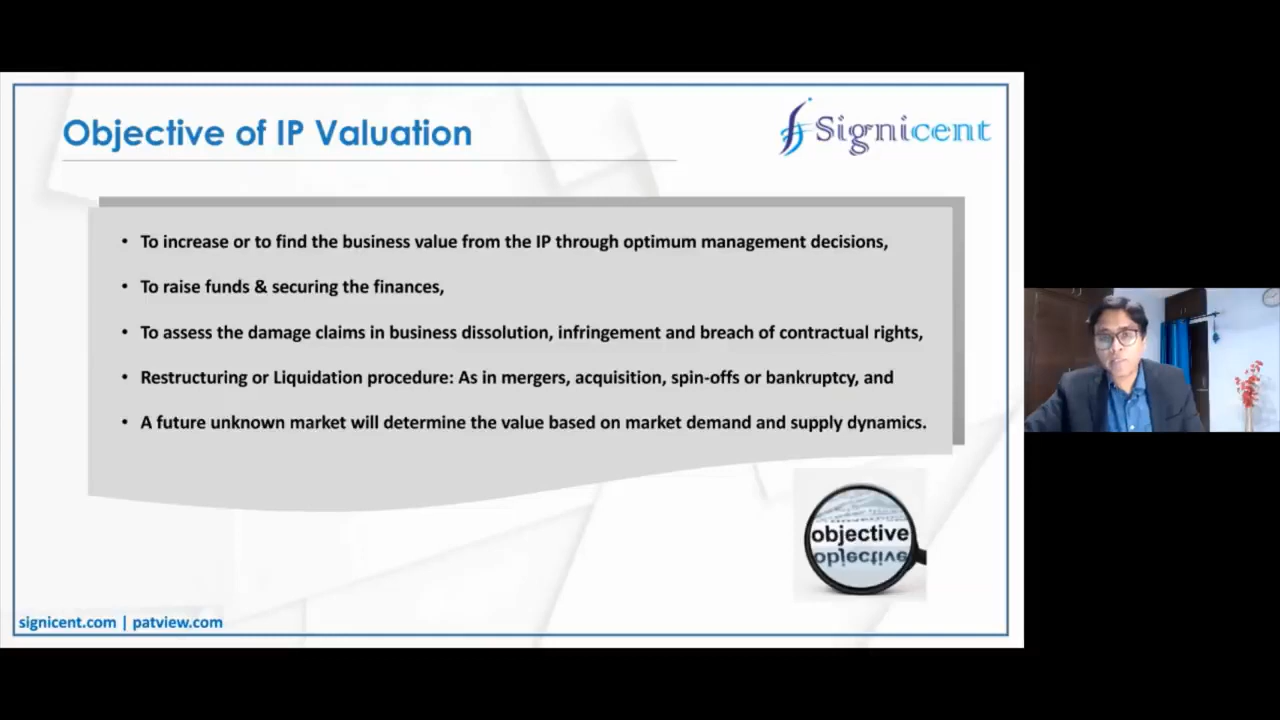 Objective of IP Valuation
Signicent
• To increase or to find the business value from the IP through optimum management decisions,
• To raise funds & securing the finances,
• To assess the damage claims in business dissolution, infringement and breach of contractual rights,
• Restructuring or Liquidation procedure: As in mergers, acquisition, spin-offs or bankruptcy, and
• A future unknown market will determine the value based on market demand and supply dynamics.
objective
objective
signicent.com | patview.com